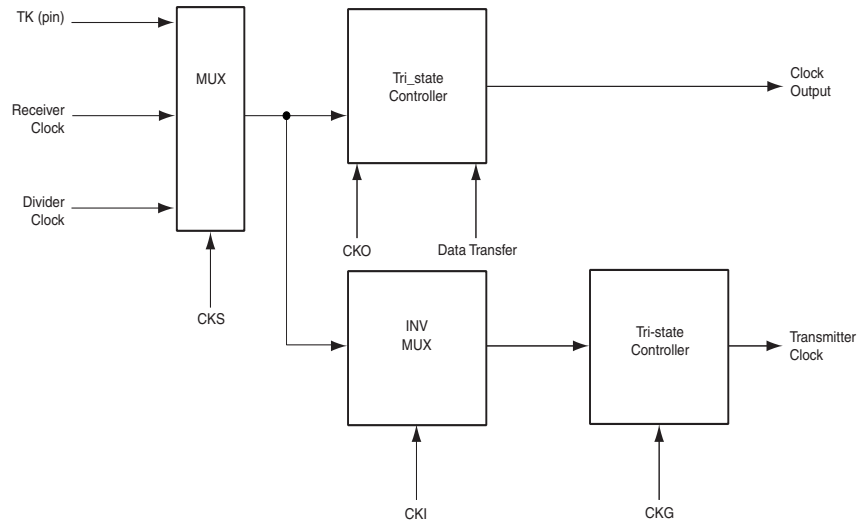 TK (pin)
MUX
Tri_state
Controller
Clock
Output
Receiver
Clock
Divider
Clock
CKO
Data Transfer
CKS
INV
MUX
Tri-state
Controller
Transmitter
Clock
CKI
CKG